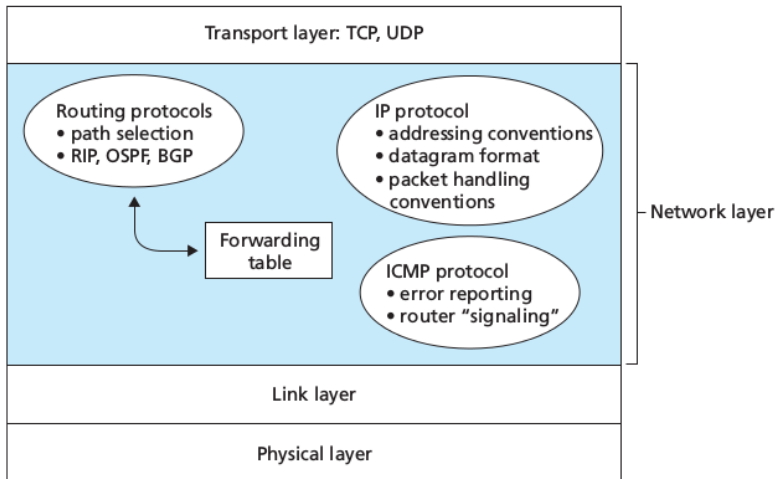 Transport layer: TCP, UDP
Routing protocols
• path selection
• RIP, OSPF, BGP
IP protocol
• addressing conventions
• datagram format
• packet handling
conventions
Network layer
Forwarding
table
ICMP protocol
• error reporting
• router “signaling”
Link layer
Physical layer